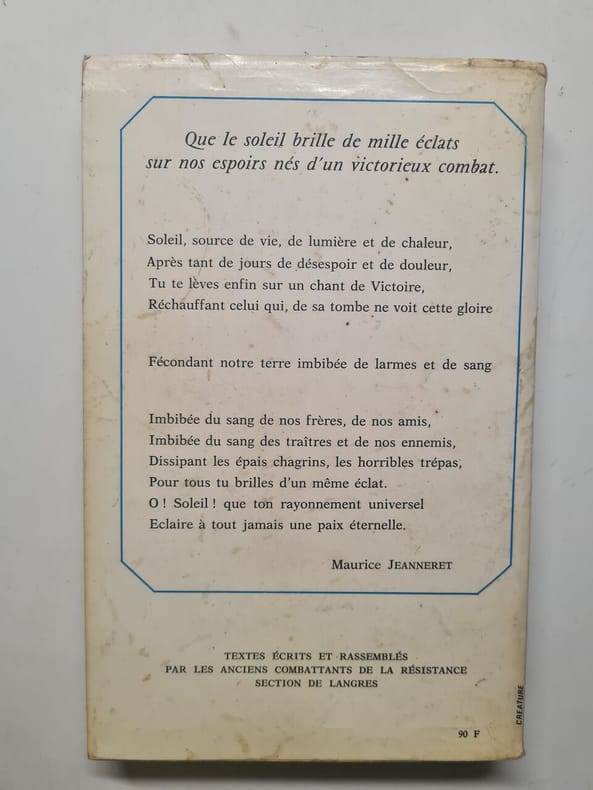 Que le soleil brille de mille éclats
sur nos espoirs nés d'un victorieux combat.
Soleil, source de vie, de lumière et de chaleur,
Après tant de jours de désespoir et de douleur,
Tu te lèves enfin sur un chant de Victoire,
Réchauffant celui qui, de sa tombe ne voit cette gloire
Fécondant notre terre imbibée de larmes et de sang
Imbibée du sang de nos frères, de nos amis,
Imbibée du sang des traîtres et de nos ennemis,
Dissipant les épais chagrins, les horribles trépas,
Pour tous tu brilles d'un même éclat.
O ! Soleil ! que ton rayonnement universel
Eclaire à tout jamais une paix éternelle.
Maurice JEANNERET
TEXTES ÉCRITS ET RASSEMBLÉS
PAR LES ANCIENS COMBATTANTS DE LA RÉSISTANCE
SECTION DE LANGRES
CREATURE
90 F